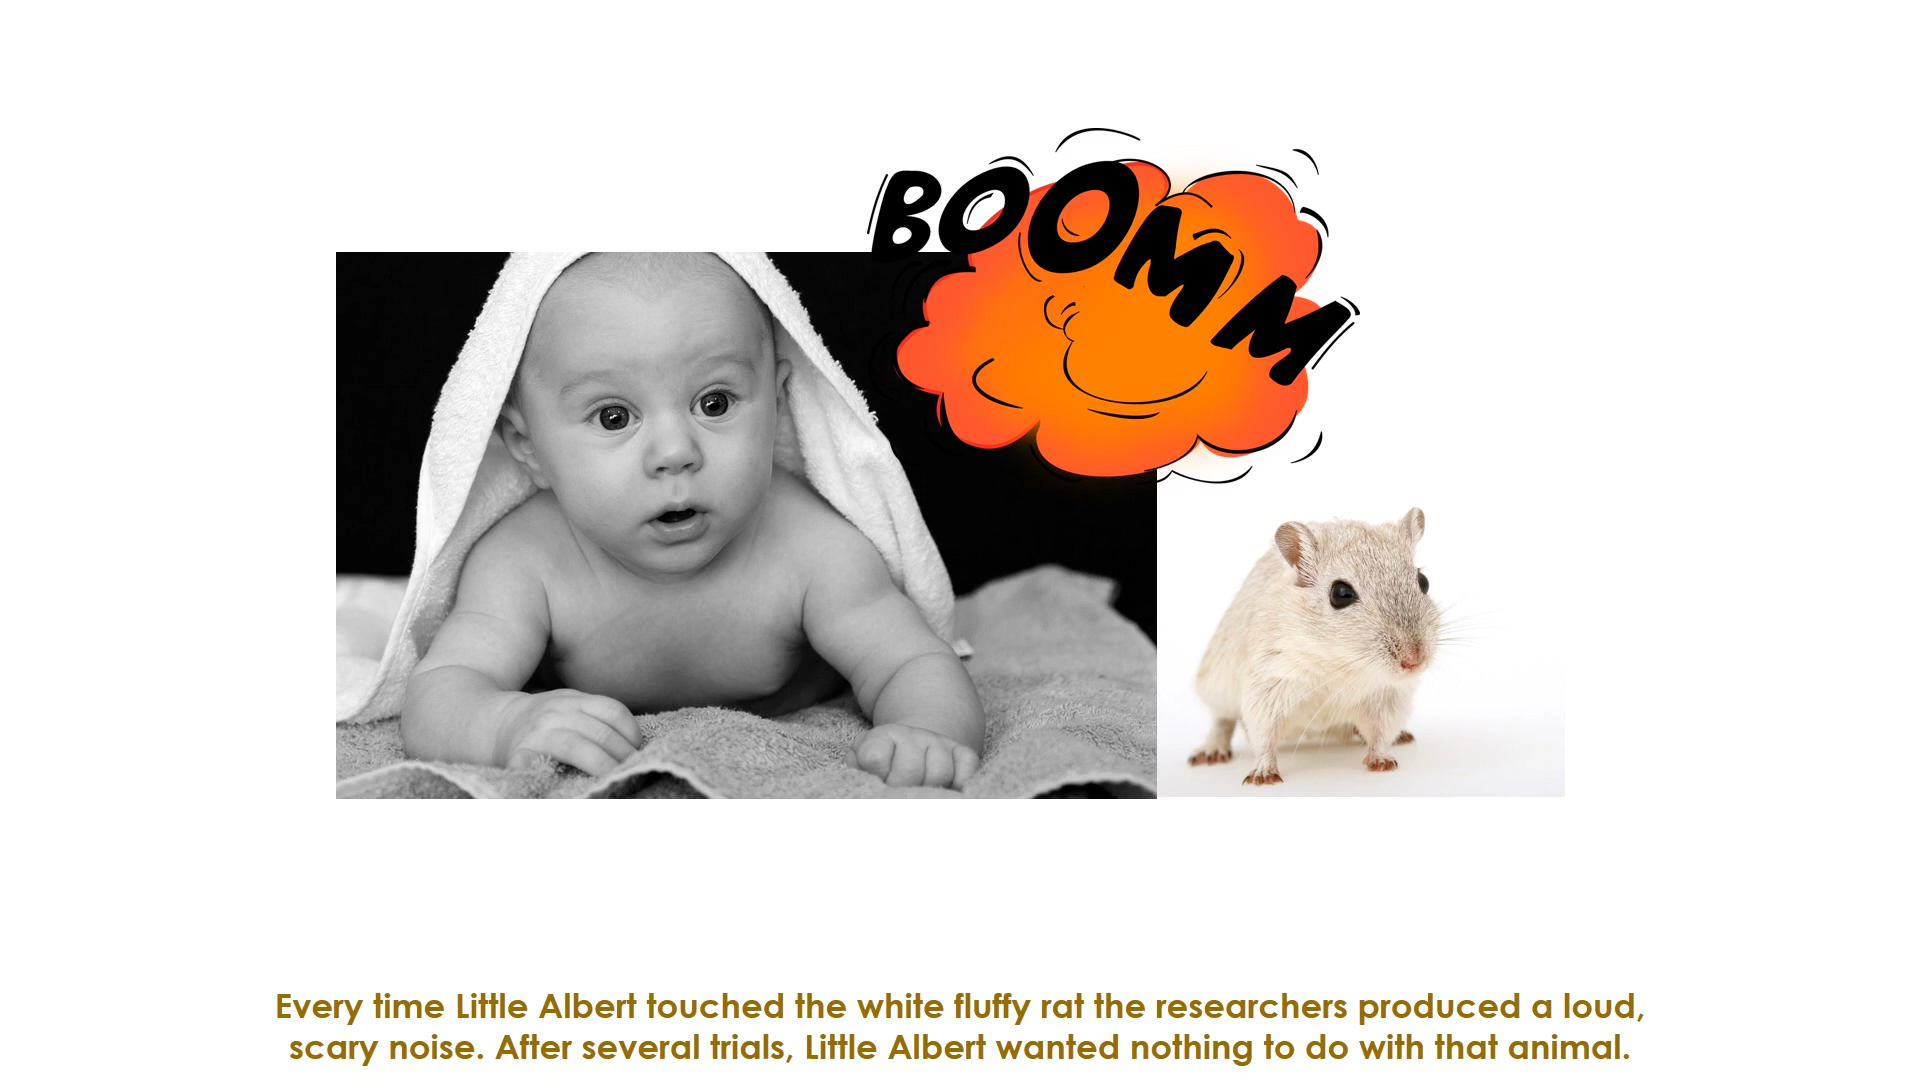 BOOMM
Every time Little Albert touched the white fluffy rat the researchers produced a loud,
scary noise. After several trials, Little Albert wanted nothing to do with that animal.